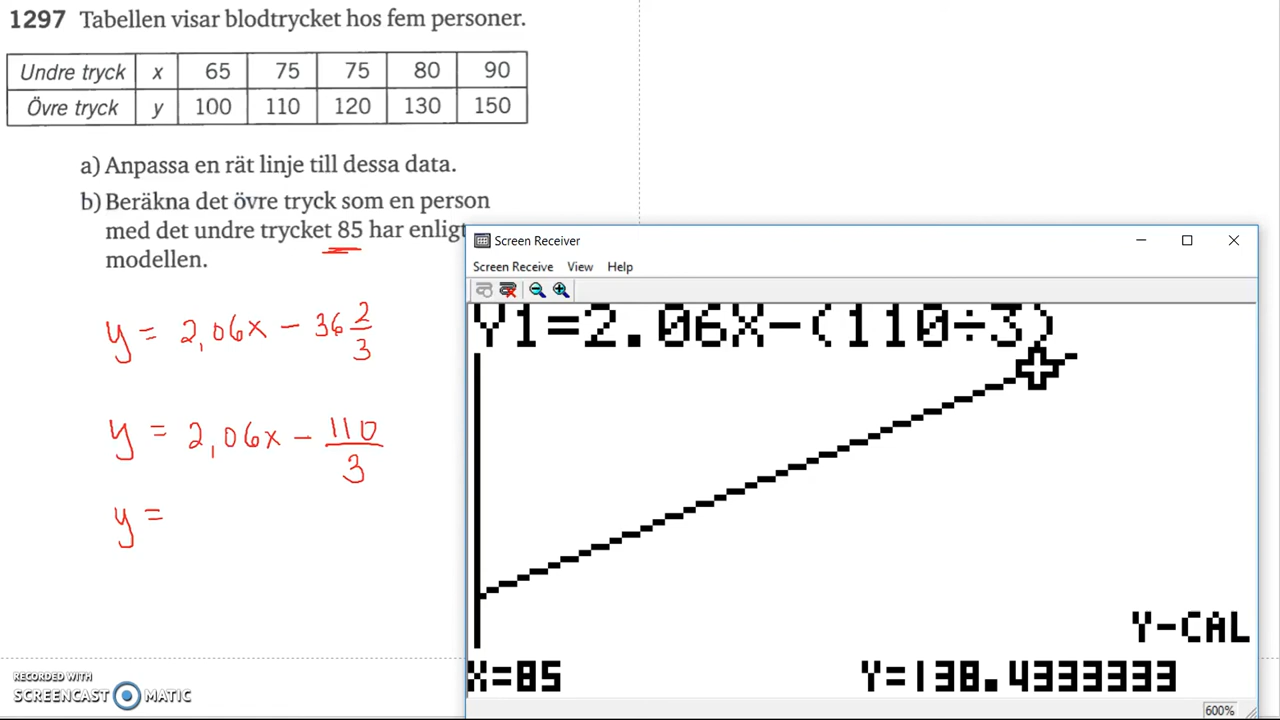 1297 Tabellen visar blodtrycket hos fem personer.
Undre tryck x 65 75 75 80 90
Övre tryck y 100 110 120 130 150
a) Anpassa en rät linje till dessa data.
b) Beräkna det övre tryck som en person
med det undre trycket 85 har enligt
modellen.
y = 2,06x - 36 2/3
y = 2,06x - 110/3
y =
Screen Receiver
Screen Receive View Help
Y1=2.06X-(110÷3)
Y-CAL
X=85 Y=138.4333333
600%
RECORDED WITH
SCREENCAST MATIC